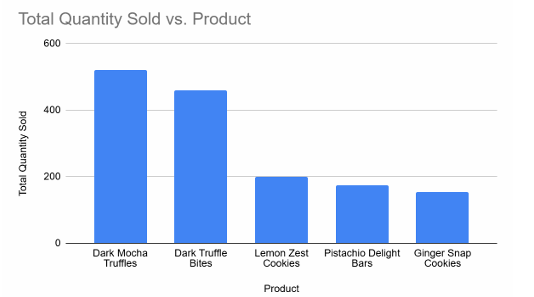 Total Quantity Sold vs. Product
600
400
200
0
Total Quantity Sold
Dark Mocha
Truffles
Dark Truffle
Bites
Lemon Zest
Cookies
Pistachio Delight
Bars
Ginger Snap
Cookies
Product